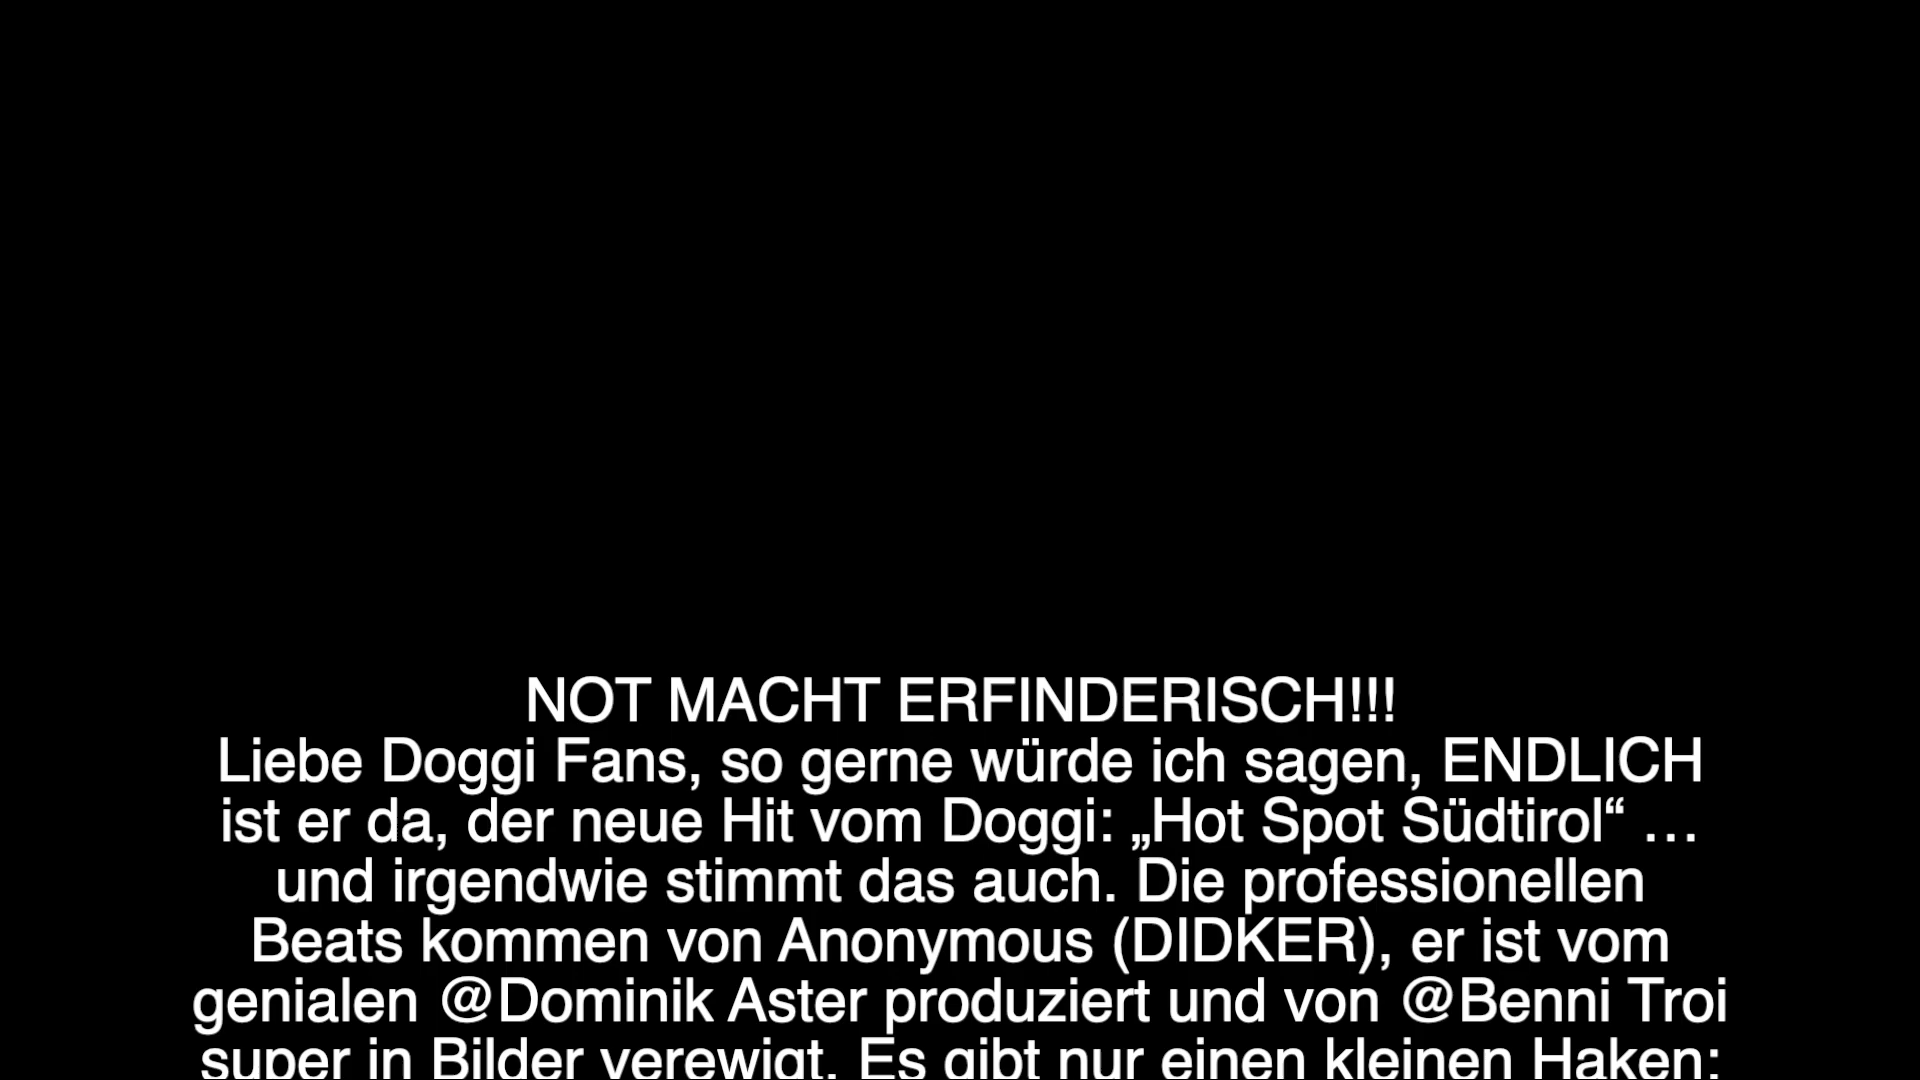 NOT MACHT ERFINDERISCH!!!
Liebe Doggi Fans, so gerne würde ich sagen, ENDLICH
ist er da, der neue Hit vom Doggi: „Hot Spot Südtirol“ …
und irgendwie stimmt das auch. Die professionellen
Beats kommen von Anonymous (DIDKER), er ist vom
genialen @Dominik Aster produziert und von @Benni Troi
super in Bilder verewigt. Es gibt nur einen kleinen Haken: